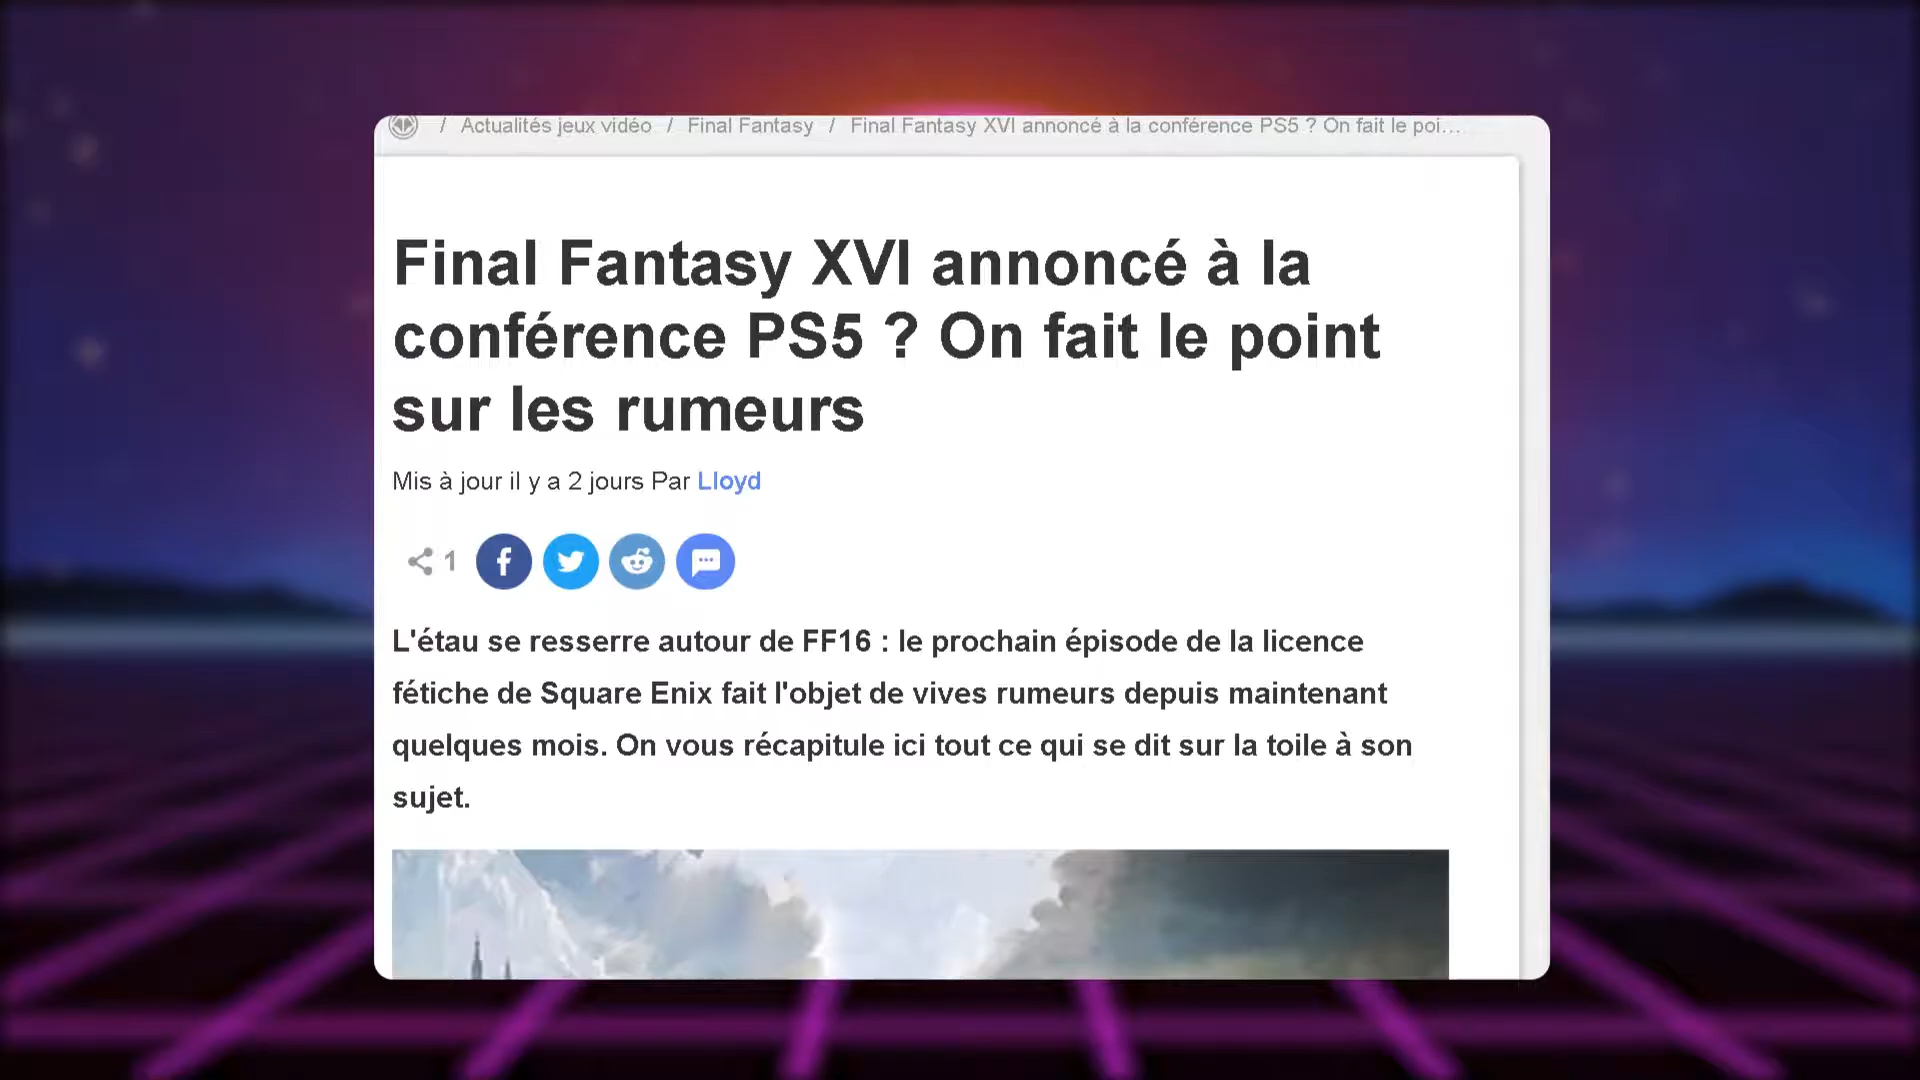 / Actualités jeux vidéo / Final Fantasy / Final Fantasy XVI annoncé à la conférence PS5 ? On fait le poi...
Final Fantasy XVI annoncé à la
conférence PS5 ? On fait le point
sur les rumeurs
Mis à jour il y a 2 jours Par Lloyd
1
L'étau se resserre autour de FF16 : le prochain épisode de la licence
fétiche de Square Enix fait l'objet de vives rumeurs depuis maintenant
quelques mois. On vous récapitule ici tout ce qui se dit sur la toile à son
sujet.